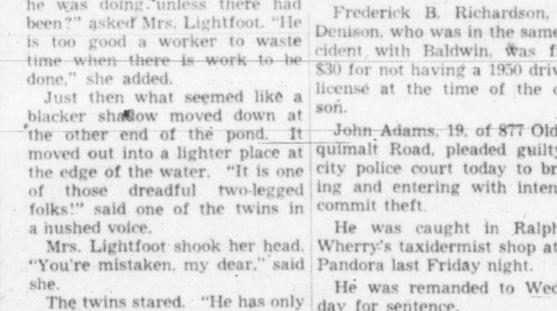 he was doing unless there had
been?" asked Mrs. Lightfoot. "He
is too good a worker to waste
time when there is work to be
done," she added.
Just then what seemed like a
blacker shadow moved down at
the other end of the pond. It
moved out into a lighter place at
the edge of the water. "It is one
of those dreadful two-legged
folks!" said one of the twins in
a hushed voice.
Mrs. Lightfoot shook her head.
"You're mistaken, my dear," said
she.
The twins stared. "He has only
Frederick B. Richardson,
Denison, who was in the same
cident with Baldwin, was f
$30 for not having a 1950 driv
license at the time of the
son.
John Adams, 19, of 877 Old
quimalt Road, pleaded guilty
city police court today to br
ing and entering with inten
commit theft.
He was caught in Ralph
Wherry's taxidermist shop at
Pandora last Friday night.
He was remanded to Wed
day for sentence.